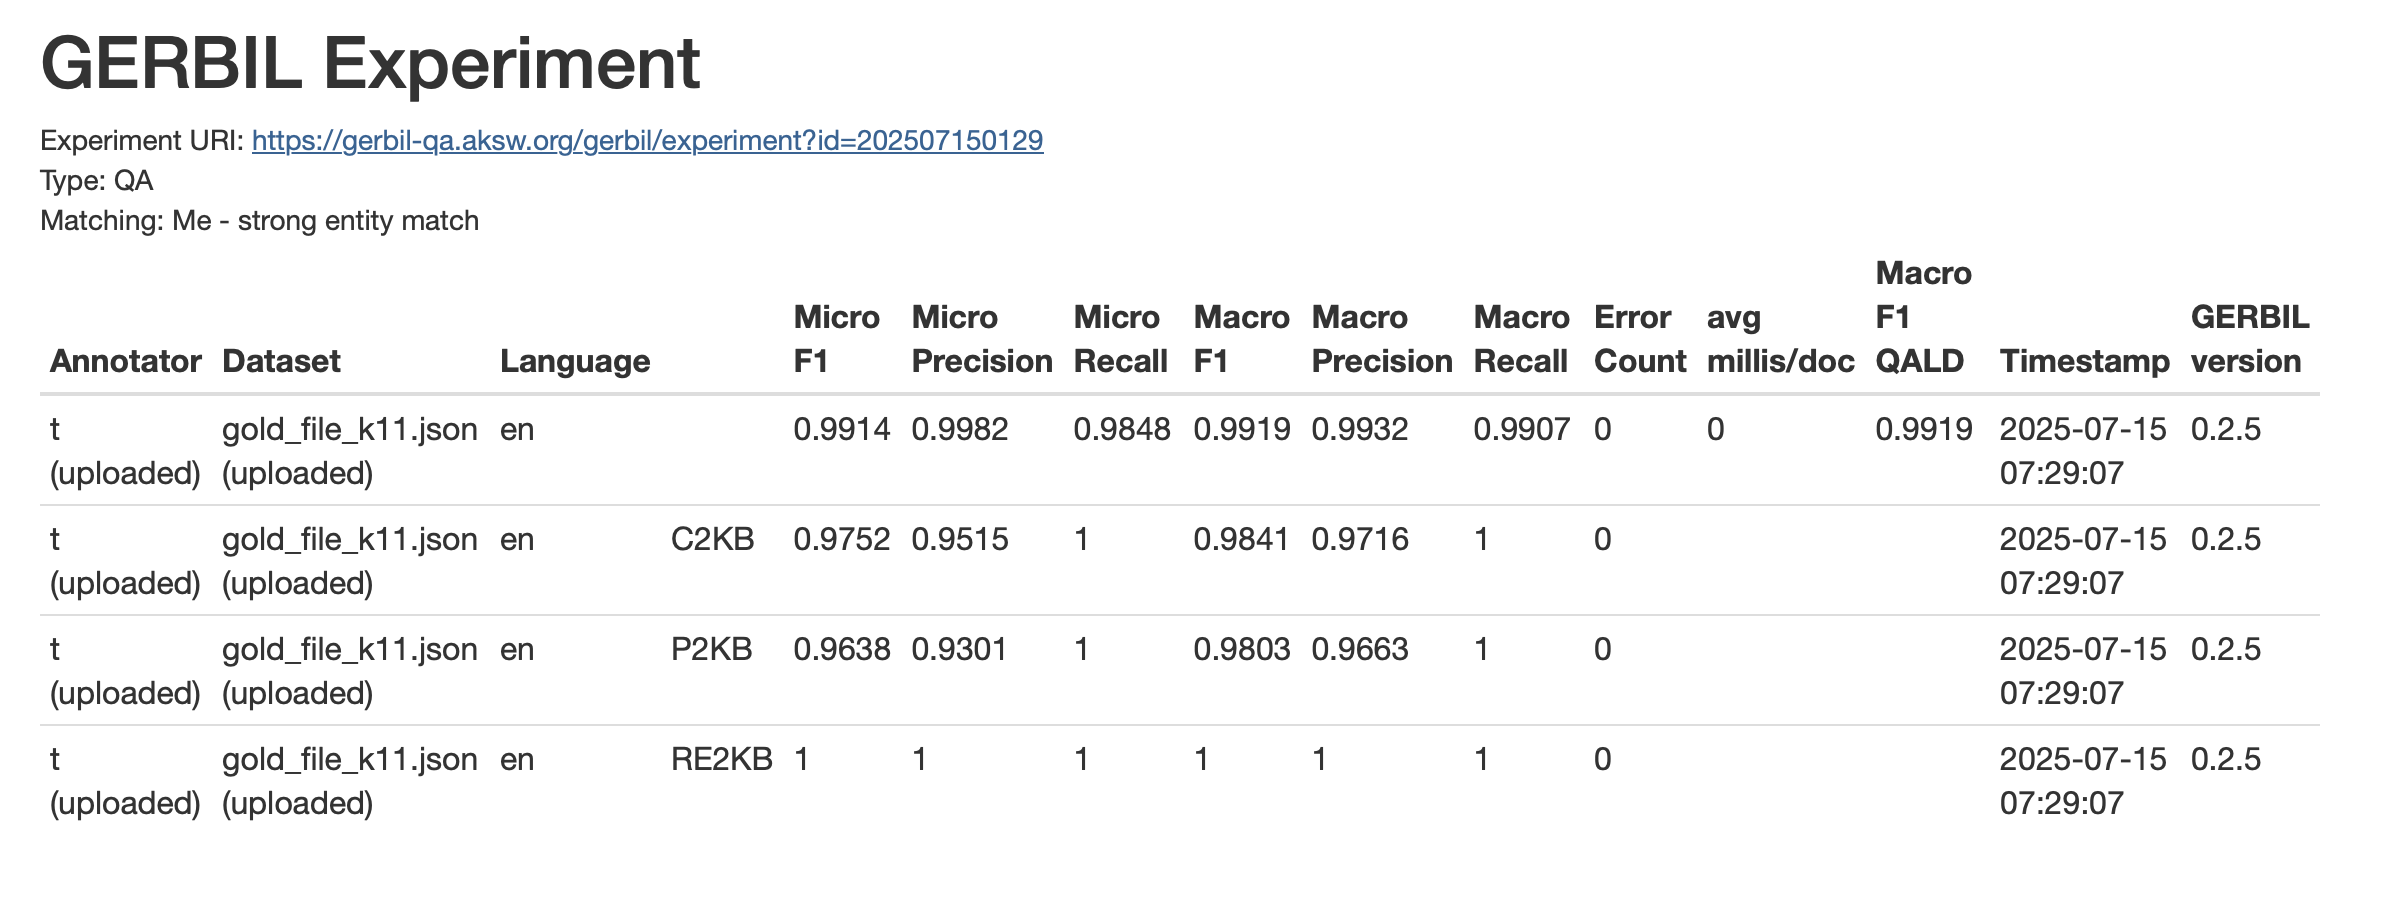 GERBIL Experiment
Experiment URI: https://gerbil-qa.aksw.org/gerbil/experiment?id=202507150129
Type: QA
Matching: Me - strong entity match
Annotator Dataset Language Micro F1 Micro Precision Micro Recall Macro F1 Macro Precision Macro Recall Error Count avg millis/doc Macro F1 QALD Timestamp GERBIL version
t (uploaded) gold_file_k11.json (uploaded) en 0.9914 0.9982 0.9848 0.9919 0.9932 0.9907 0 0 0.9919 2025-07-15 07:29:07 0.2.5
t (uploaded) gold_file_k11.json (uploaded) en C2KB 0.9752 0.9515 1 0.9841 0.9716 1 0 2025-07-15 07:29:07 0.2.5
t (uploaded) gold_file_k11.json (uploaded) en P2KB 0.9638 0.9301 1 0.9803 0.9663 1 0 2025-07-15 07:29:07 0.2.5
t (uploaded) gold_file_k11.json (uploaded) en RE2KB 1 1 1 1 1 1 0 2025-07-15 07:29:07 0.2.5